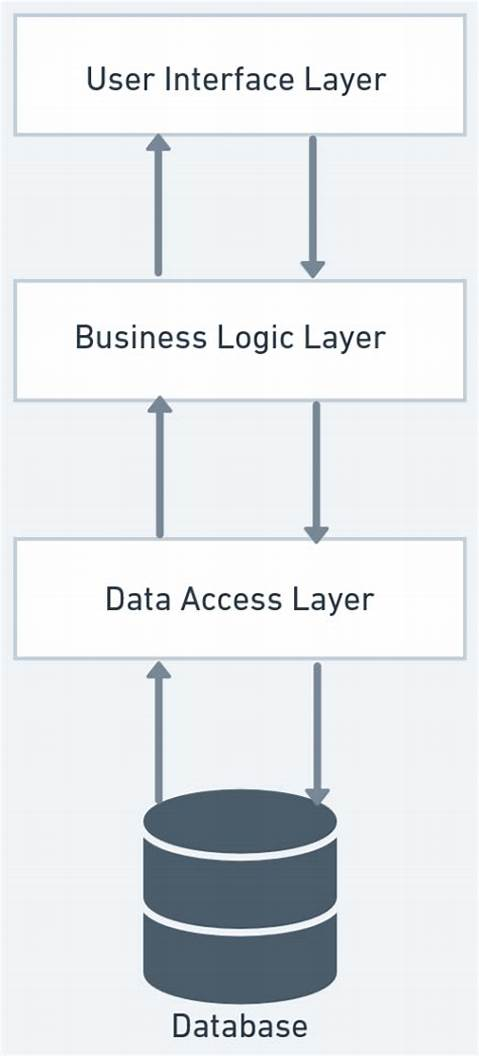 User Interface Layer
Business Logic Layer
Data Access Layer
Database